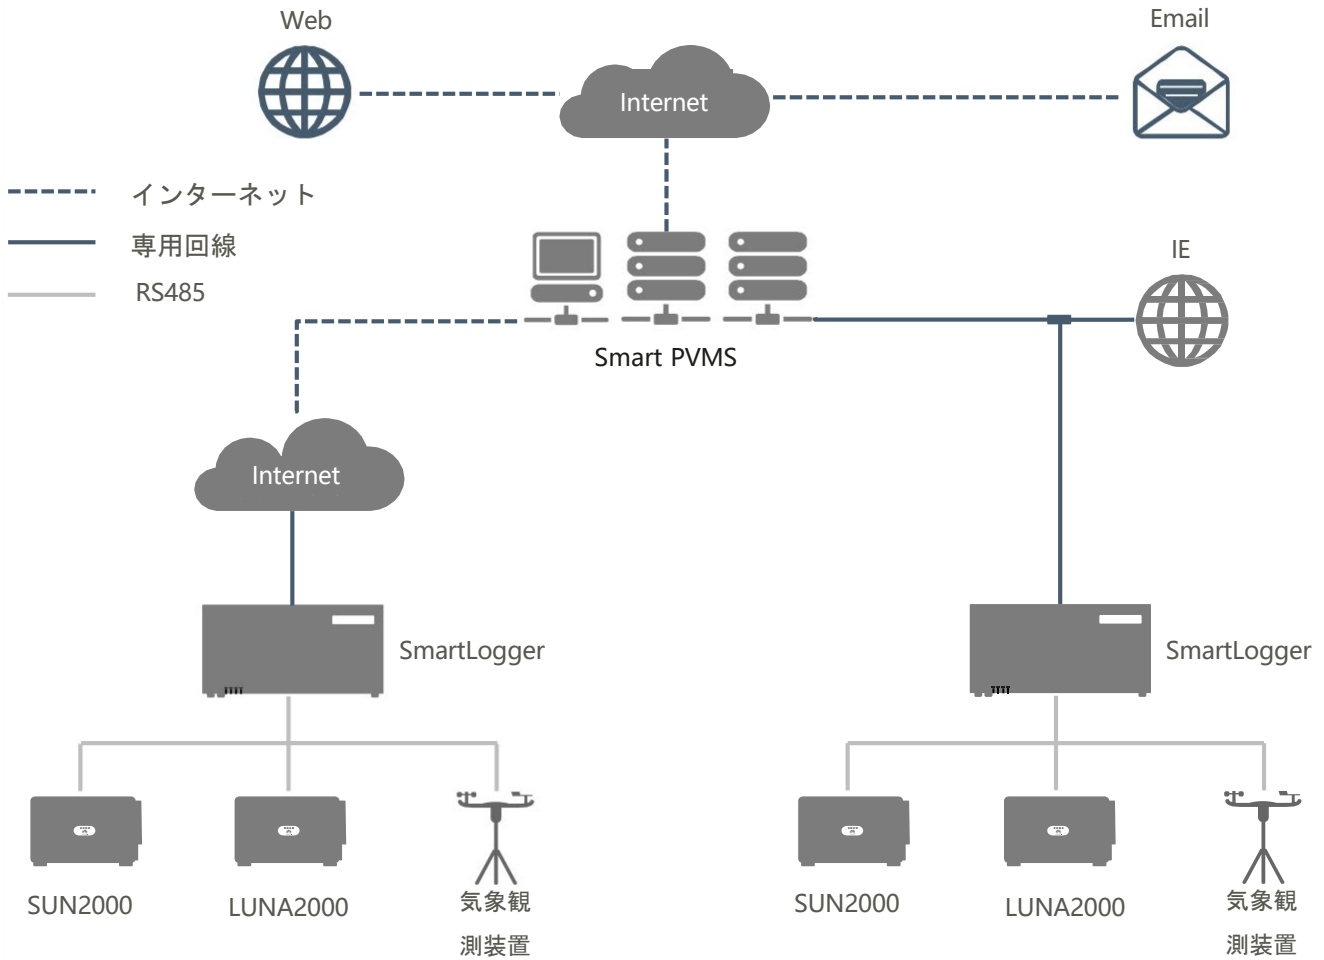 Web
Email
Internet
インターネット
専用回線
IE
RS485
Smart PVMS
Internet
SmartLogger
SmartLogger
SUN2000
LUNA2000
気象観
測装置
SUN2000
LUNA2000
気象観
測装置